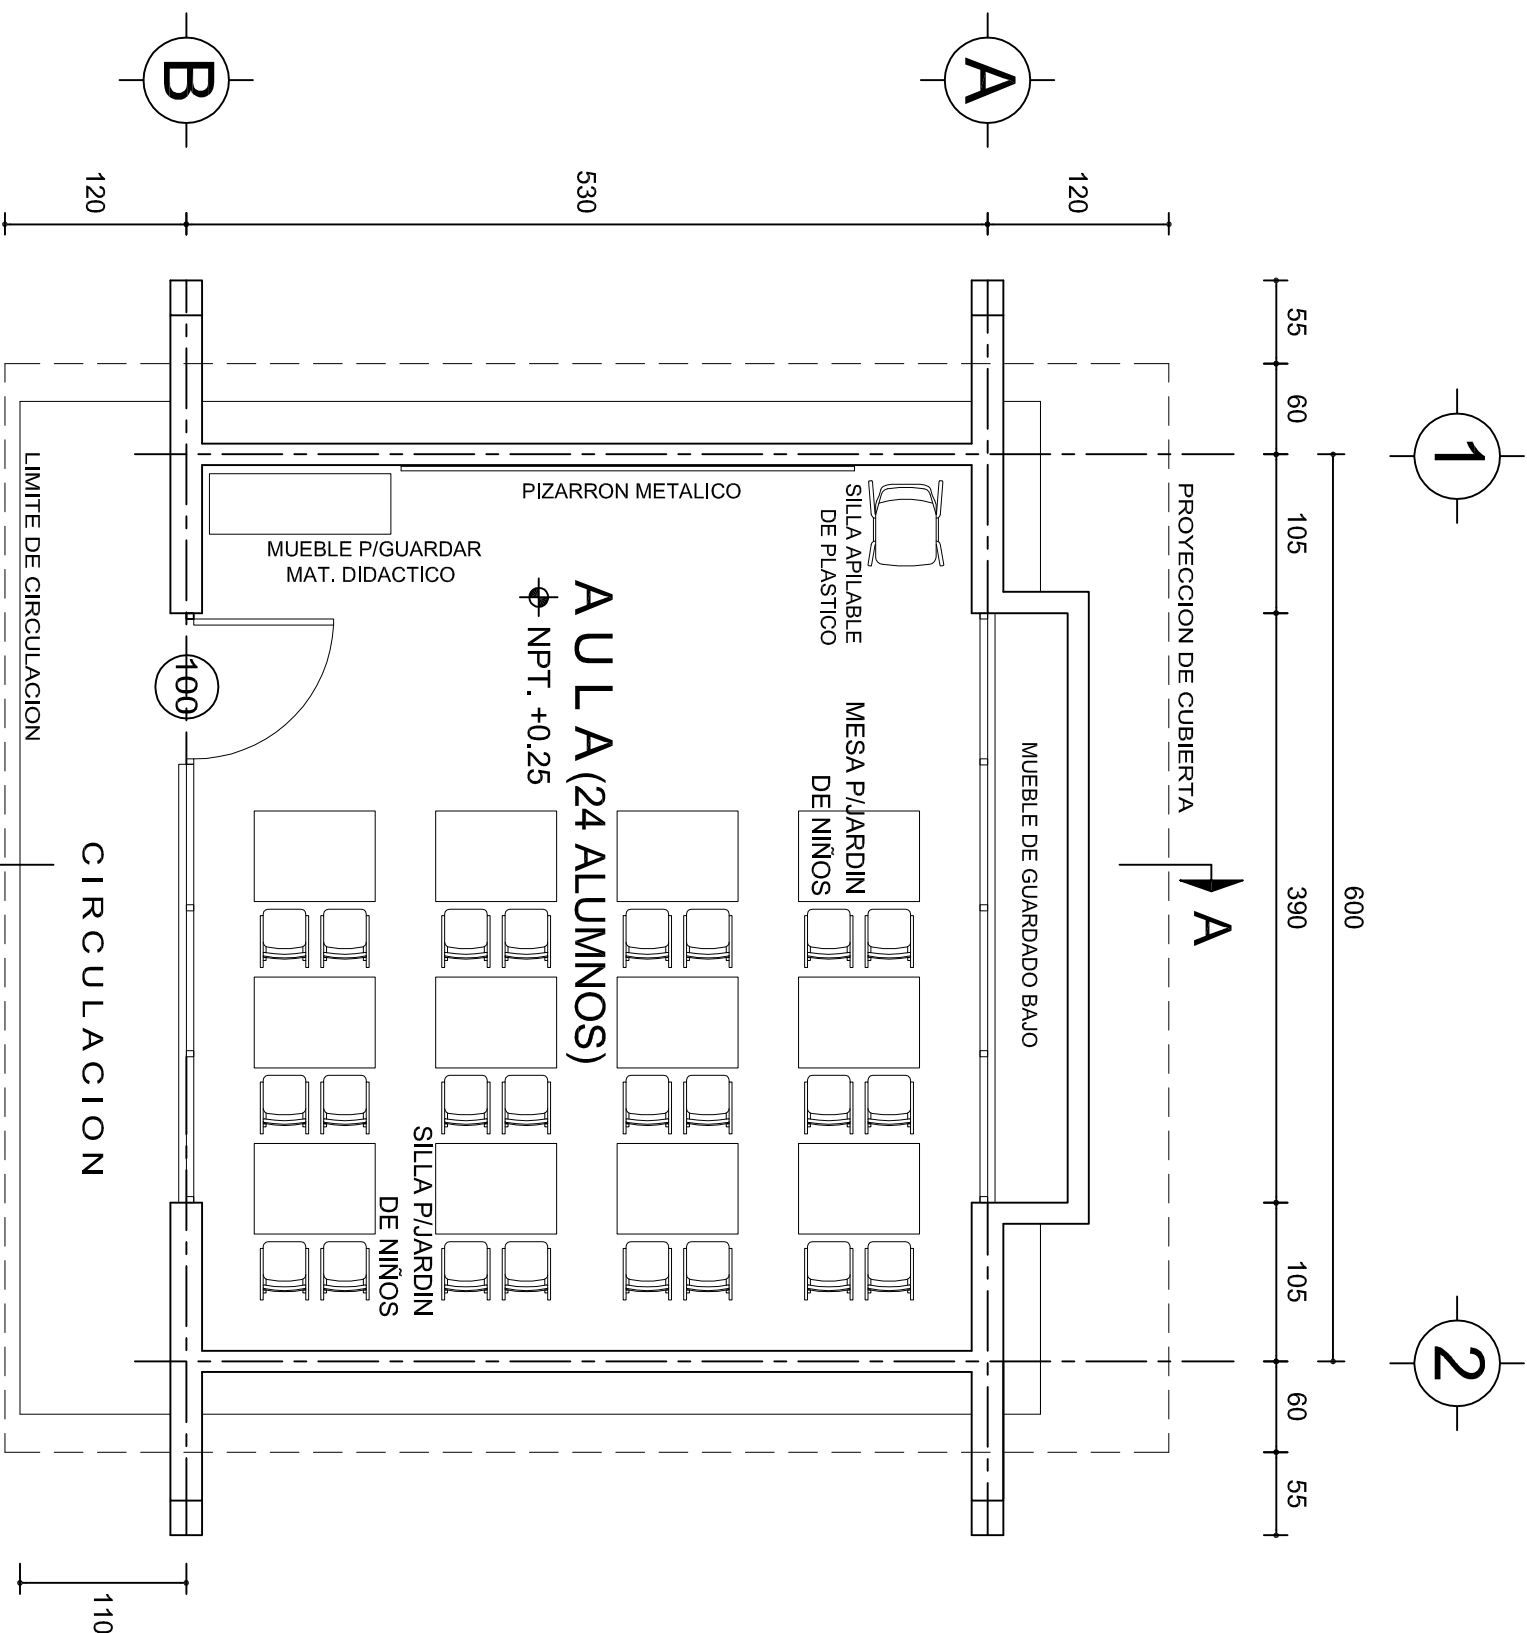 1
2
600
55
60
105
390
105
60
55
A
B
120
530
120
110
PROYECCION DE CUBIERTA
A
MUEBLE DE GUARDADO BAJO
SILLA APILABLE
DE PLASTICO
MESA P/JARDIN
DE NIÑOS
PIZARRON METALICO
A U L A (24 ALUMNOS)
NPT. +0.25
MUEBLE P/GUARDAR
MAT. DIDACTICO
SILLA P/JARDIN
DE NIÑOS
100
C I R C U L A C I O N
LIMITE DE CIRCULACION